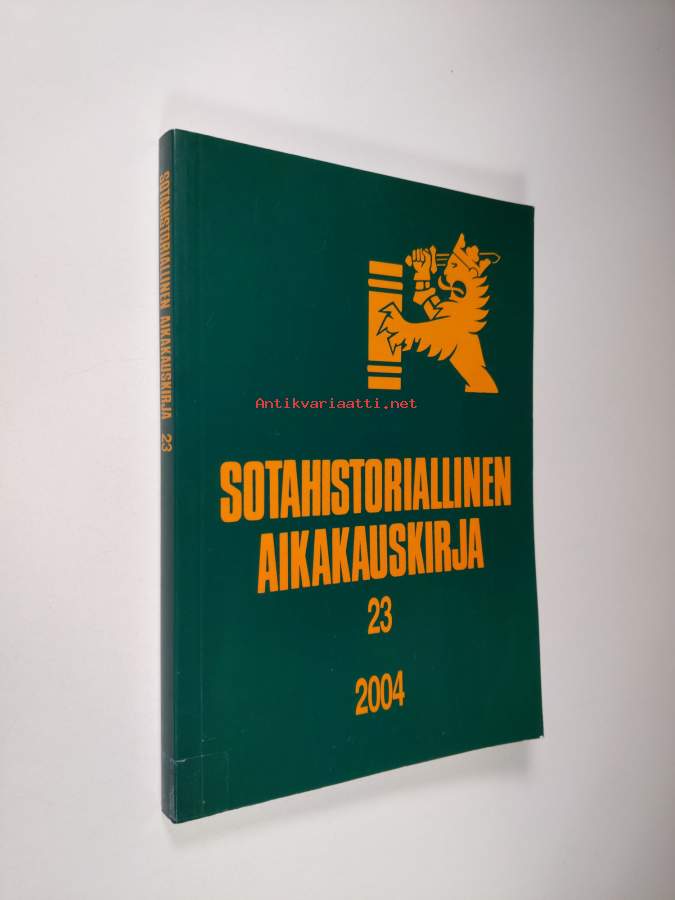 SOTAHISTORIALLINEN AIKAKAUSKIRJA 23
Antikvariaatti.net
SOTAHISTORIALLINEN
AIKAKAUSKIRJA
23
2004